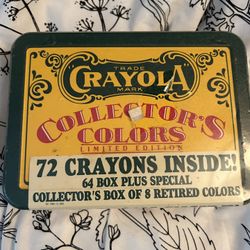 TRADE
CRAYOLA
MARK
COLLECTOR'S
COLORS
LIMITED EDITION
72 CRAYONS INSIDE!
64 BOX PLUS SPECIAL
COLLECTOR'S BOX OF 8 RETIRED COLORS